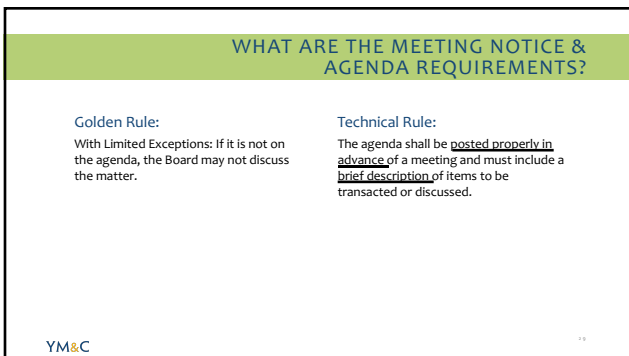 WHAT ARE THE MEETING NOTICE &
AGENDA REQUIREMENTS?
Golden Rule:
With Limited Exceptions: If it is not on
the agenda, the Board may not discuss
the matter.
Technical Rule:
The agenda shall be posted properly in
advance of a meeting and must include a
brief description of items to be
transacted or discussed.
YM&C